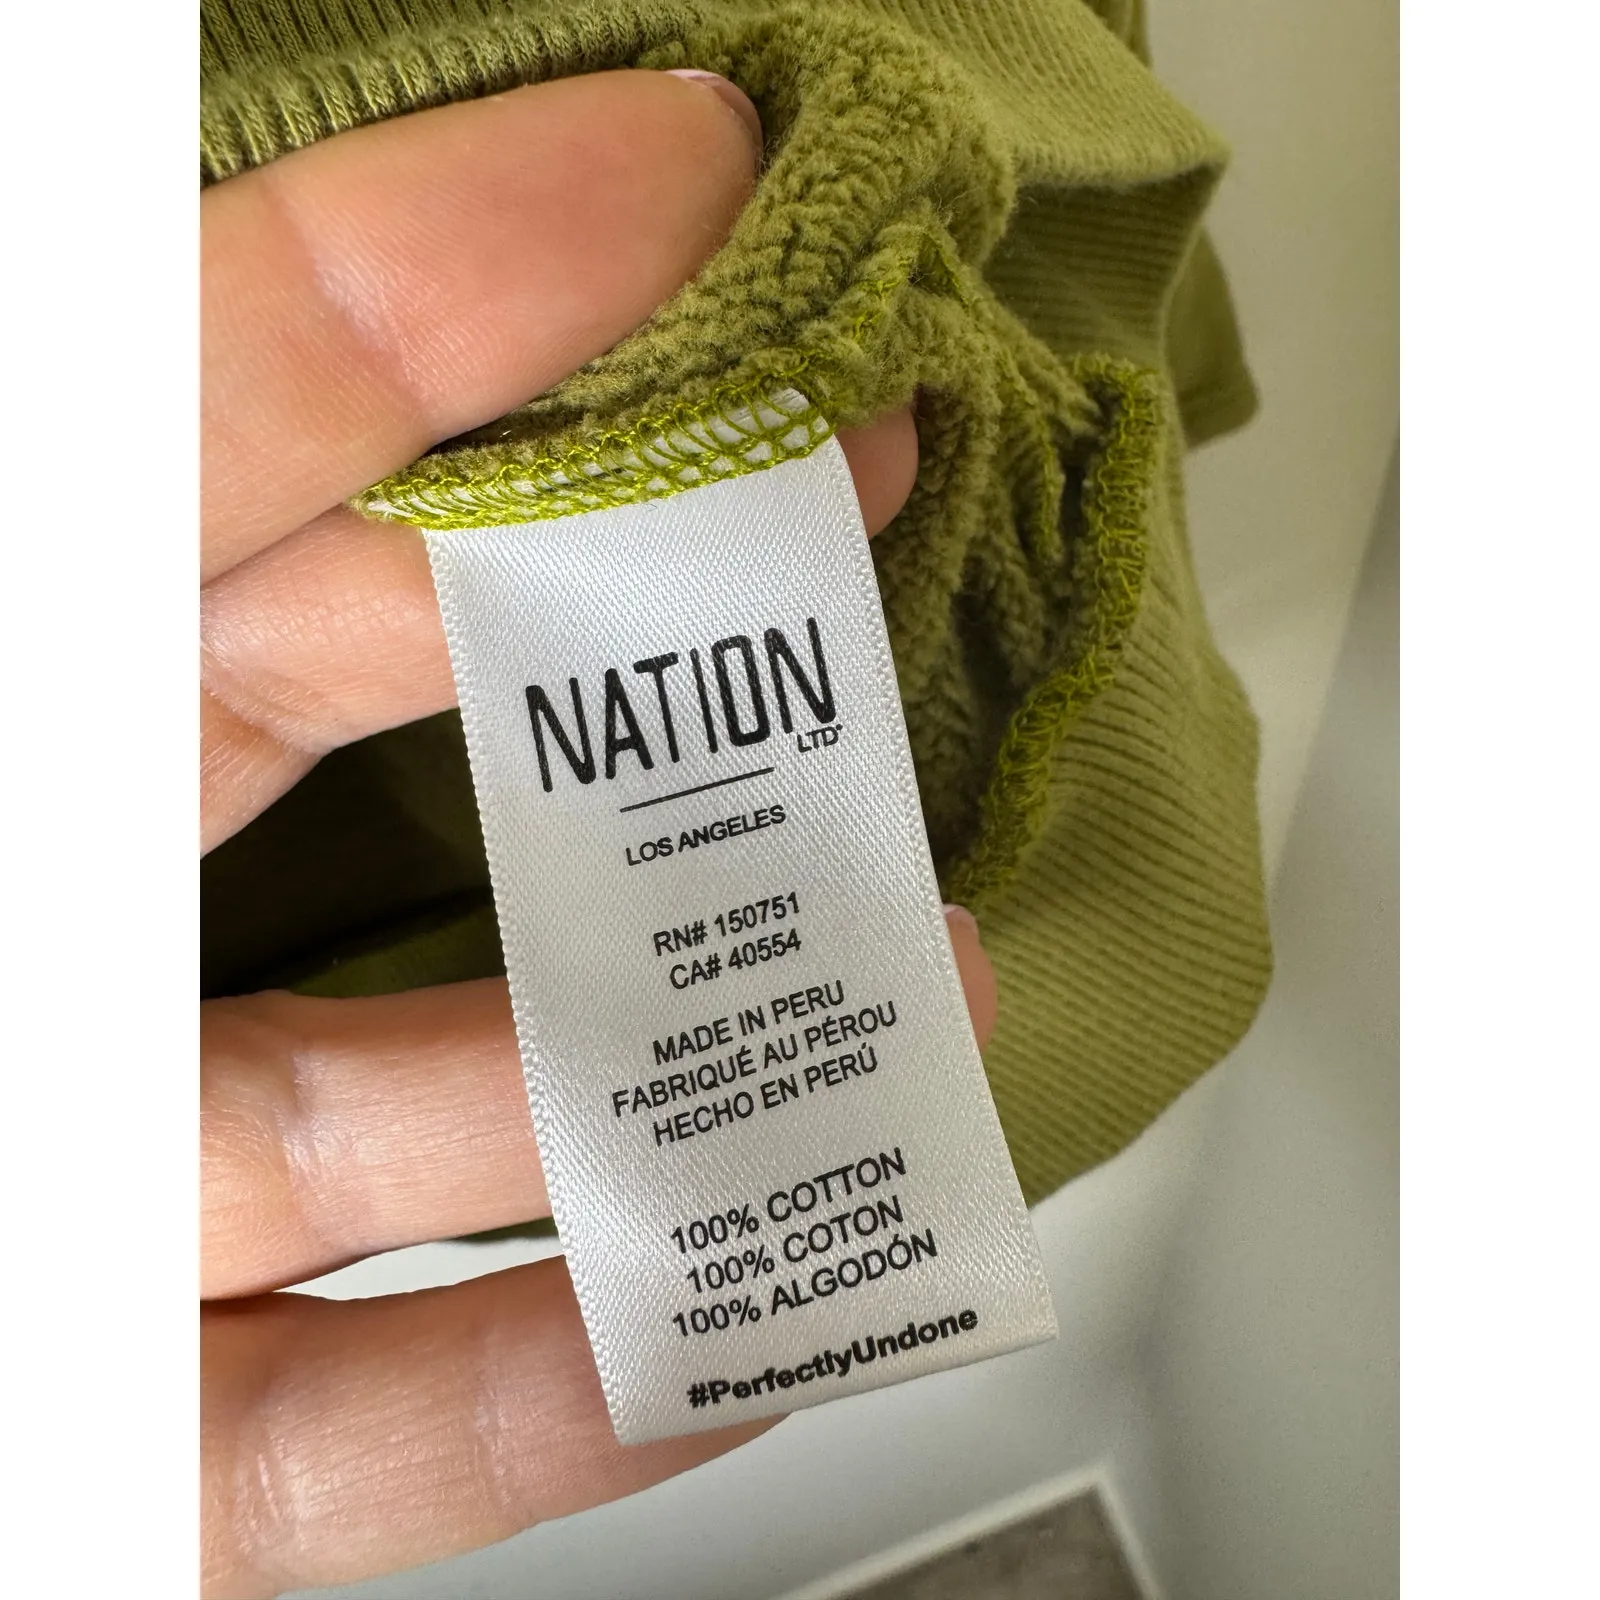 NATION
LTD
LOS ANGELES
RN# 150751
CA# 40554
MADE IN PERU
FABRIQUÉ AU PÉROU
HECHO EN PERÚ
100% COTTON
100% COTON
100% ALGODÓN
#PerfectlyUndone